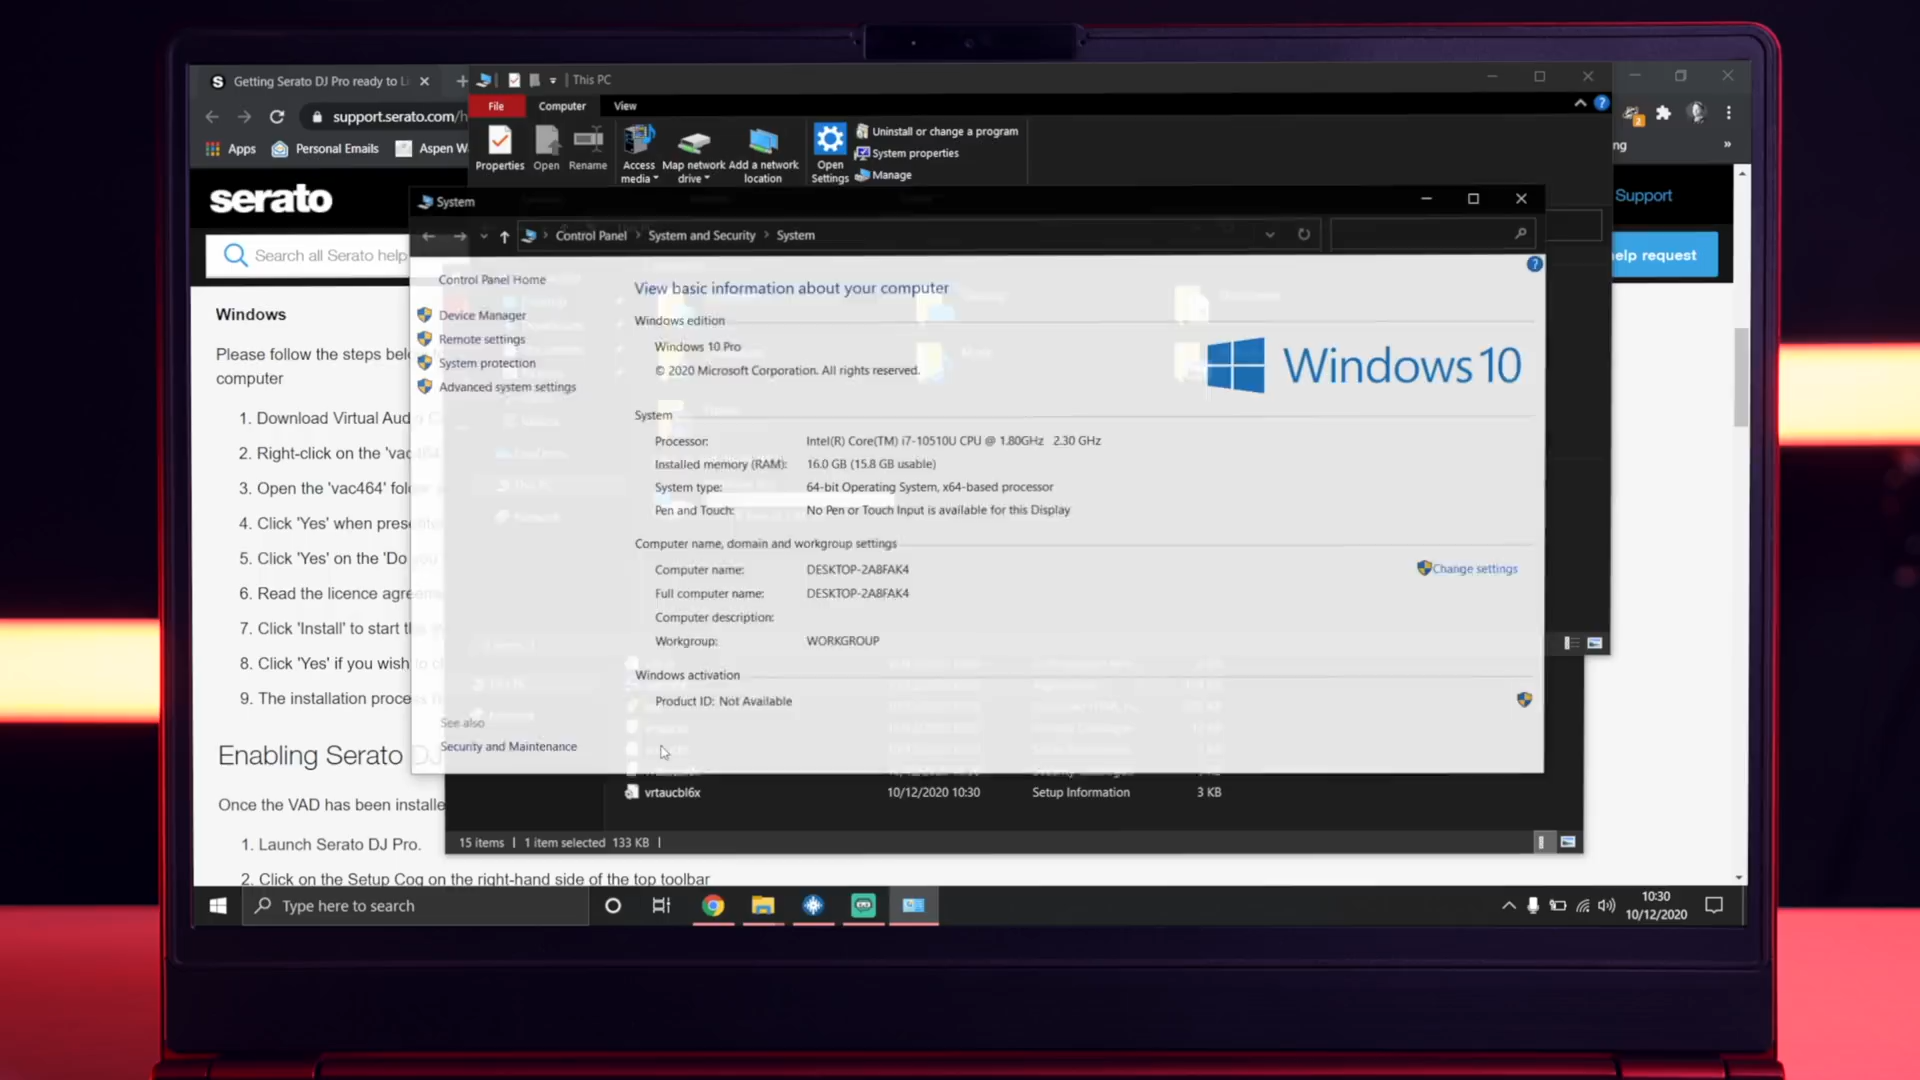 Getting Serato DJ Pro ready to Li
support.serato.com/h
Apps
Personal Emails
Aspen W
ng
serato
Support
Search all Serato help
elp request
Windows
Please follow the steps bel
computer
1. Download Virtual Aud
2. Right-click on the 'vac464
3. Open the 'vac464' fol
4. Click 'Yes' when prese
5. Click 'Yes' on the 'Do you
6. Read the licence agreem
7. Click 'Install' to start th
8. Click 'Yes' if you wish to
9. The installation process
Enabling Serato DJ
Once the VAD has been installe
1. Launch Serato DJ Pro.
2. Click on the Setup Cog on the right-hand side of the top toolbar
This PC
File
Computer
View
Properties
Open
Rename
Access media
Map network drive
Add a network location
Open Settings
Uninstall or change a program
System properties
Manage
System
Control Panel
System and Security
System
Control Panel Home
Device Manager
Remote settings
System protection
Advanced system settings
See also
Security and Maintenance
View basic information about your computer
Windows edition
Windows 10 Pro
© 2020 Microsoft Corporation. All rights reserved.
Windows 10
System
Processor: Intel(R) Core(TM) i7-10510U CPU @ 1.80GHz 2.30 GHz
Installed memory (RAM): 16.0 GB (15.8 GB usable)
System type: 64-bit Operating System, x64-based processor
Pen and Touch: No Pen or Touch Input is available for this Display
Computer name, domain and workgroup settings
Computer name: DESKTOP-2A8FAK4
Change settings
Full computer name: DESKTOP-2A8FAK4
Computer description:
Workgroup: WORKGROUP
Windows activation
Product ID: Not Available
vrtaucbl6x 10/12/2020 10:30 Setup Information 3 KB
15 items 1 item selected 133 KB
Type here to search
10:30
10/12/2020